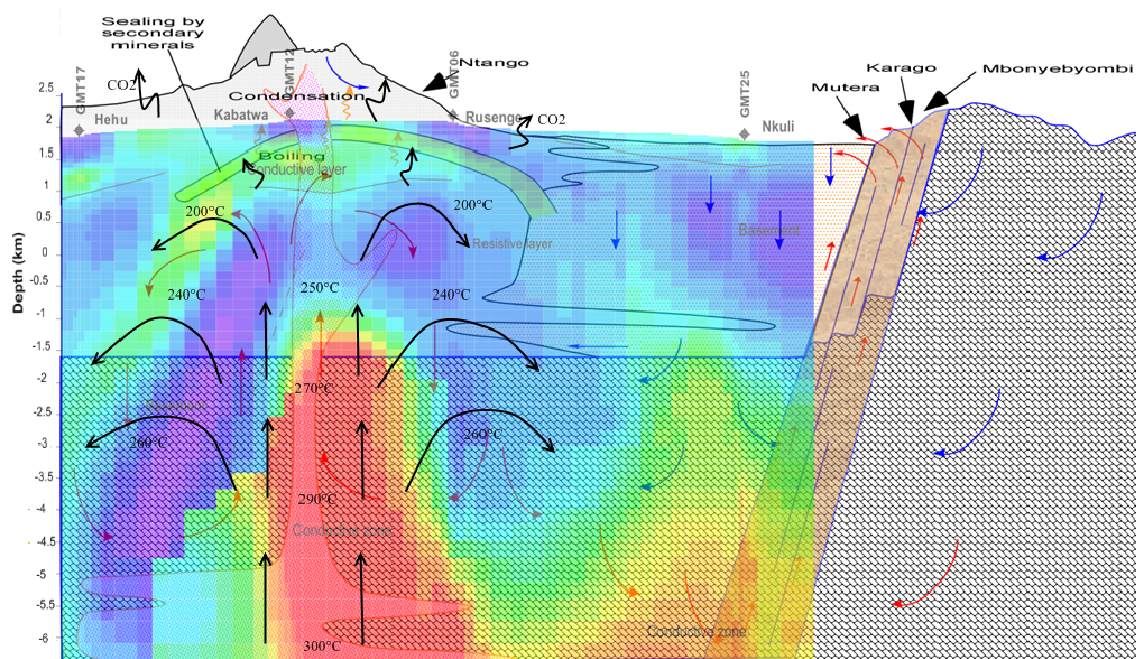 Sealing by
secondary
minerals
GMT17
GMT12
GMT06
GMT25
CO2
Ntango
Karago
Mbonyebyombi
Mutera
Condensation
Hehu
Kabatwa
Rusenge
CO2
Nkuli
Boiling
Conductive layer
200°C
200°C
Resistive layer
Basement
240°C
250°C
240°C
270°C
260°C
260°C
290°C
Conductive zone
Conductive zone
300°C
Depth (km)
2.5
2
1.5
1
0.5
0
-0.5
-1
-1.5
-2
-2.5
-3
-3.5
-4
-4.5
-5
-5.5
-6